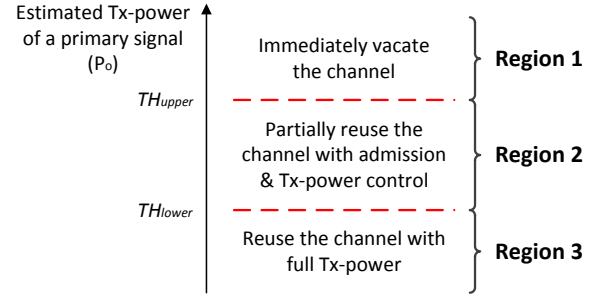 Estimated Tx-power
of a primary signal
(Po)
Immediately vacate
the channel
Region 1
THupper
Partially reuse the
channel with admission
& Tx-power control
Region 2
THlower
Reuse the channel with
full Tx-power
Region 3